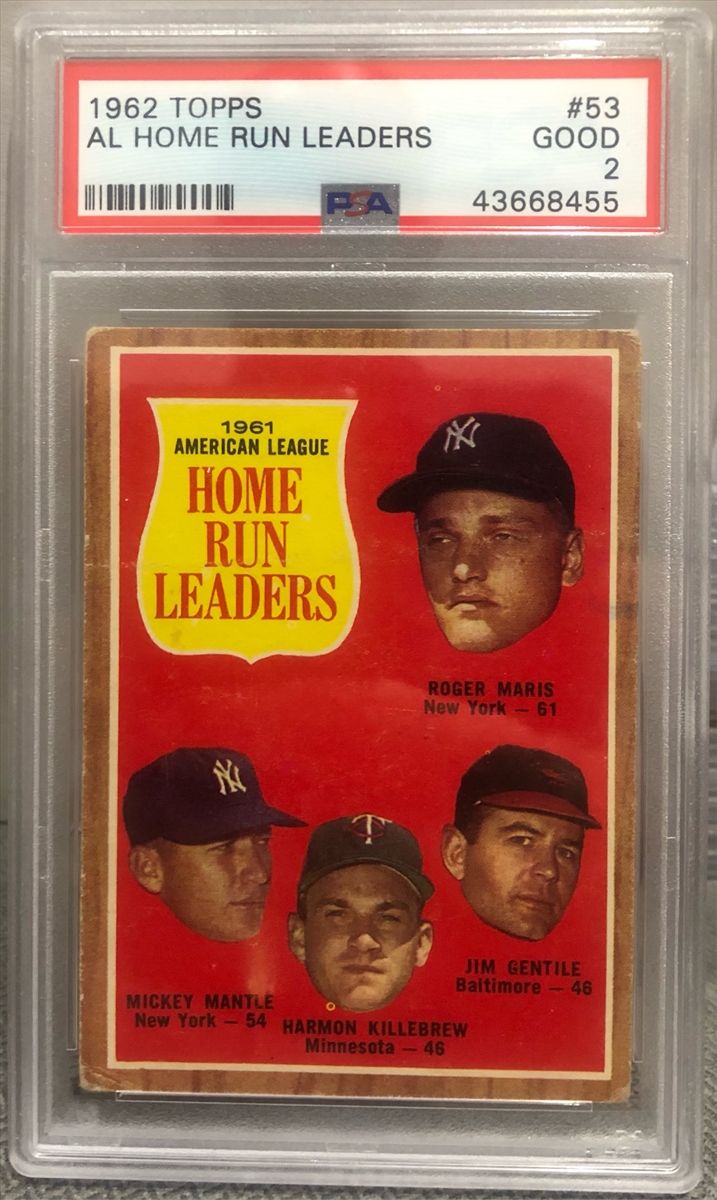 1962 TOPPS #53
AL HOME RUN LEADERS GOOD
2
PSA 43668455
1961
AMERICAN LEAGUE
HOME
RUN
LEADERS
NY
ROGER MARIS
New York — 61
NY
TC
MICKEY MANTLE
New York — 54
HARMON KILLEBREW
Minnesota — 46
JIM GENTILE
Baltimore — 46